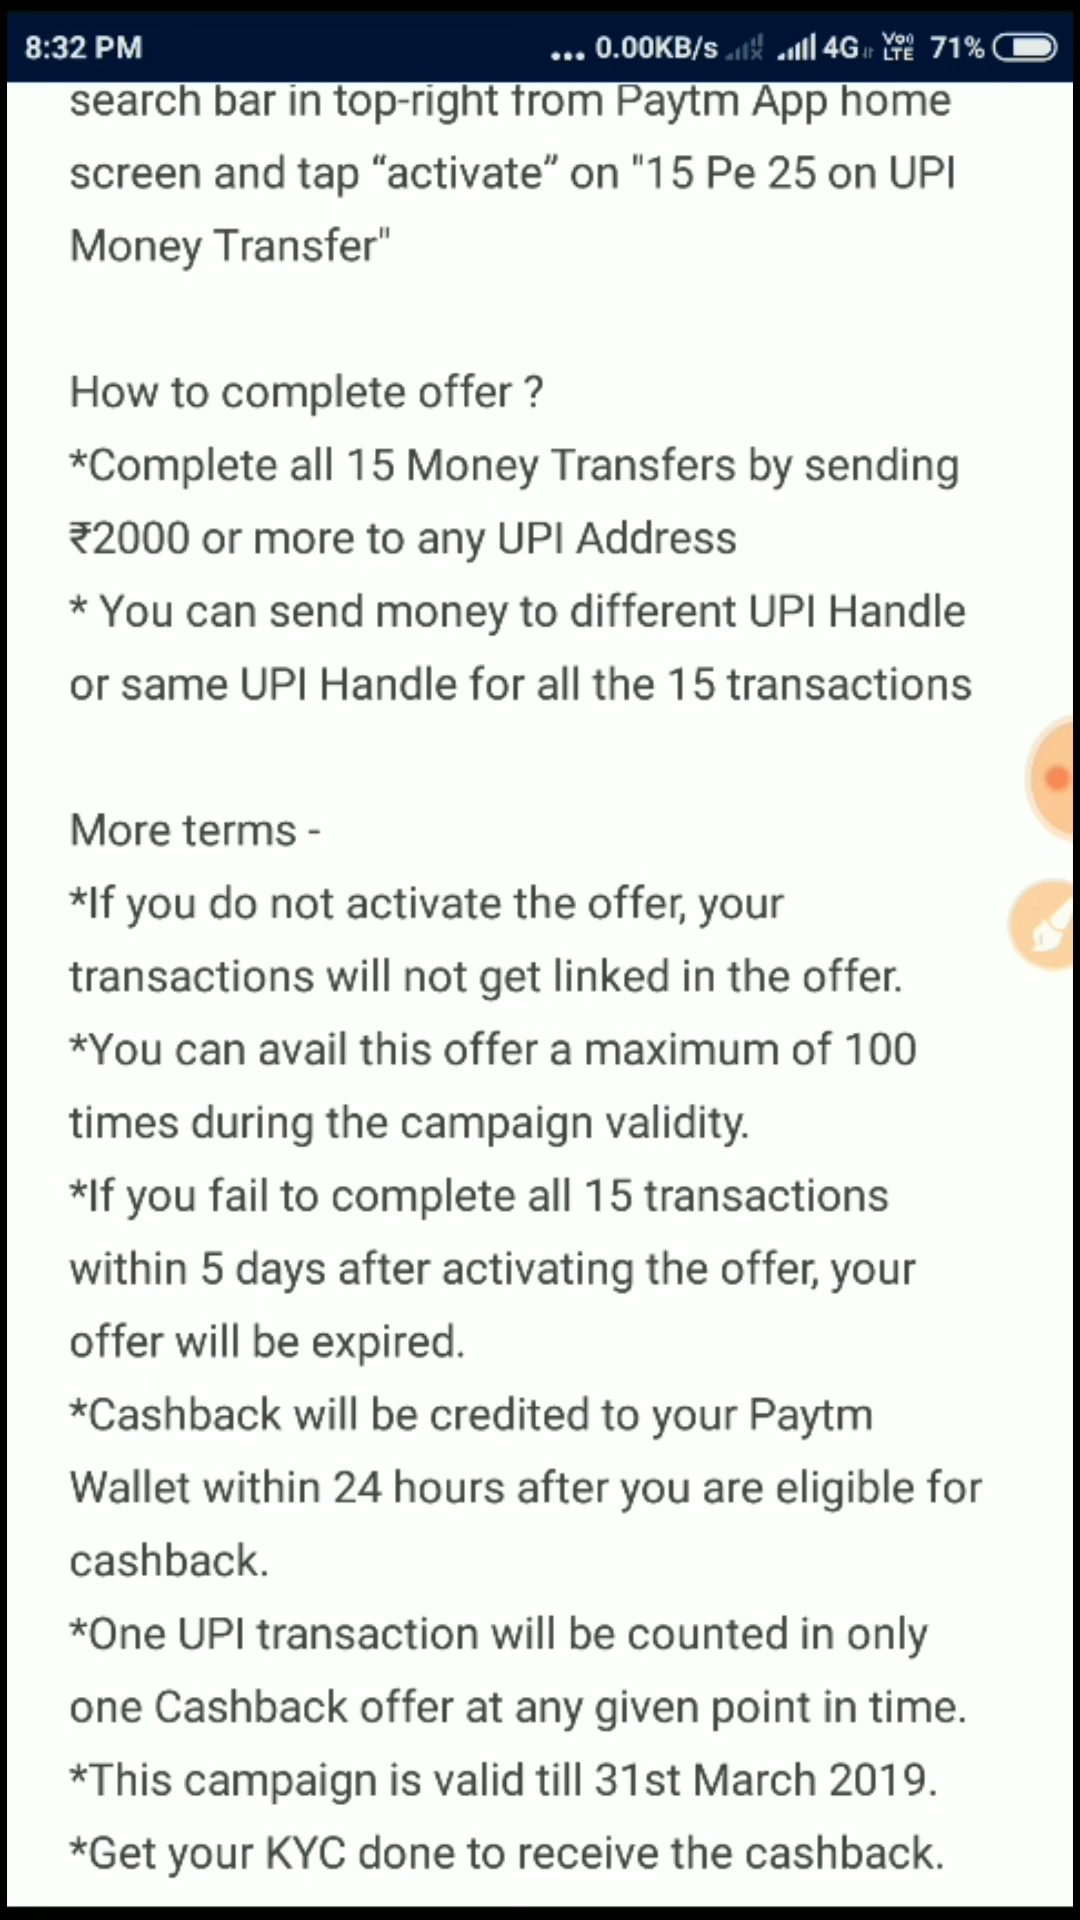 8:32 PM
... 0.00KB/s 4G VoLTE 71%
search bar in top-right from Paytm App home
screen and tap “activate” on "15 Pe 25 on UPI
Money Transfer"
How to complete offer ?
*Complete all 15 Money Transfers by sending
₹2000 or more to any UPI Address
* You can send money to different UPI Handle
or same UPI Handle for all the 15 transactions
More terms -
*If you do not activate the offer, your
transactions will not get linked in the offer.
*You can avail this offer a maximum of 100
times during the campaign validity.
*If you fail to complete all 15 transactions
within 5 days after activating the offer, your
offer will be expired.
*Cashback will be credited to your Paytm
Wallet within 24 hours after you are eligible for
cashback.
*One UPI transaction will be counted in only
one Cashback offer at any given point in time.
*This campaign is valid till 31st March 2019.
*Get your KYC done to receive the cashback.